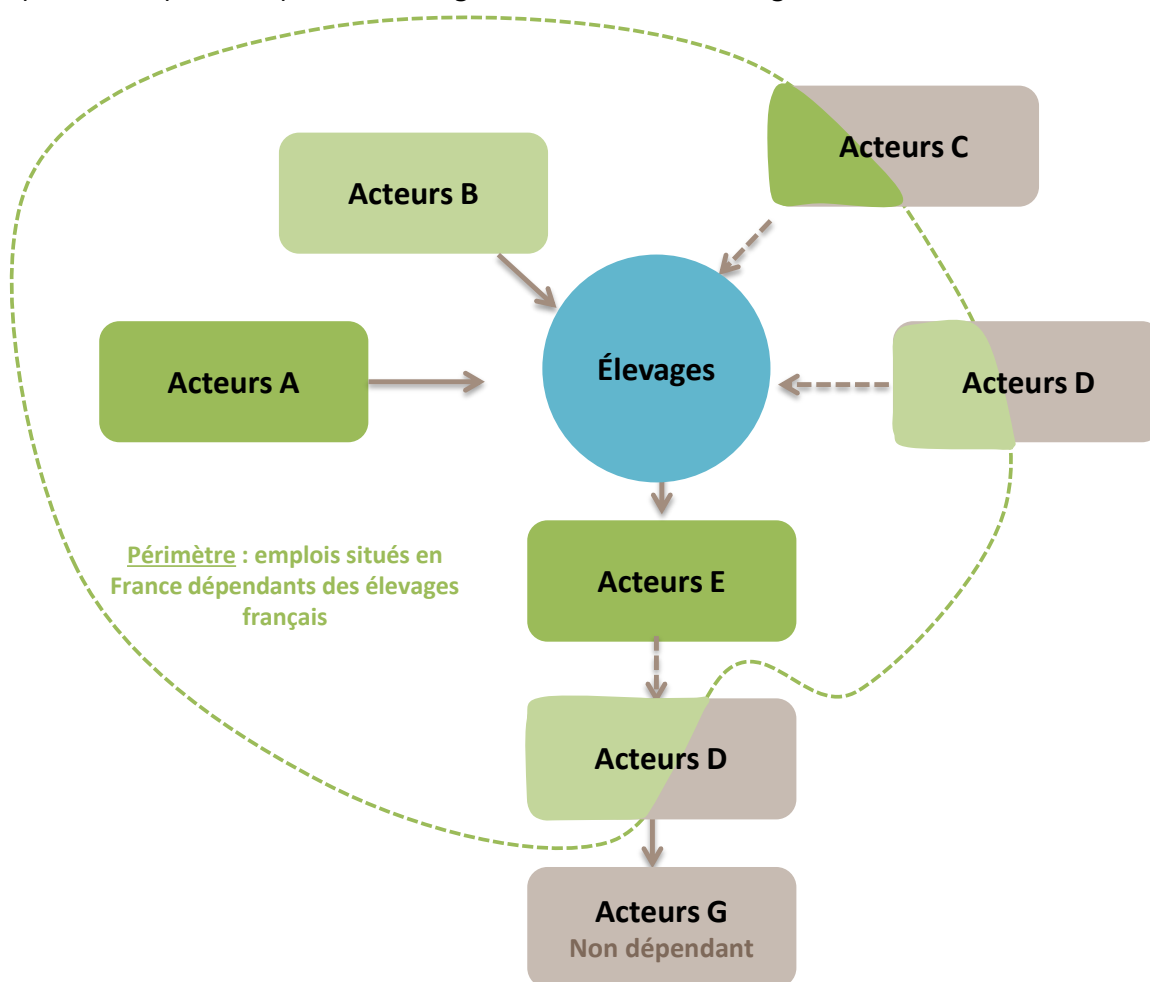 Acteurs C
Acteurs B
Élevages
Acteurs A
Acteurs D
Périmètre : emplois situés en
France dépendants des élevages
français
Acteurs E
Acteurs D
Acteurs G
Non dépendant